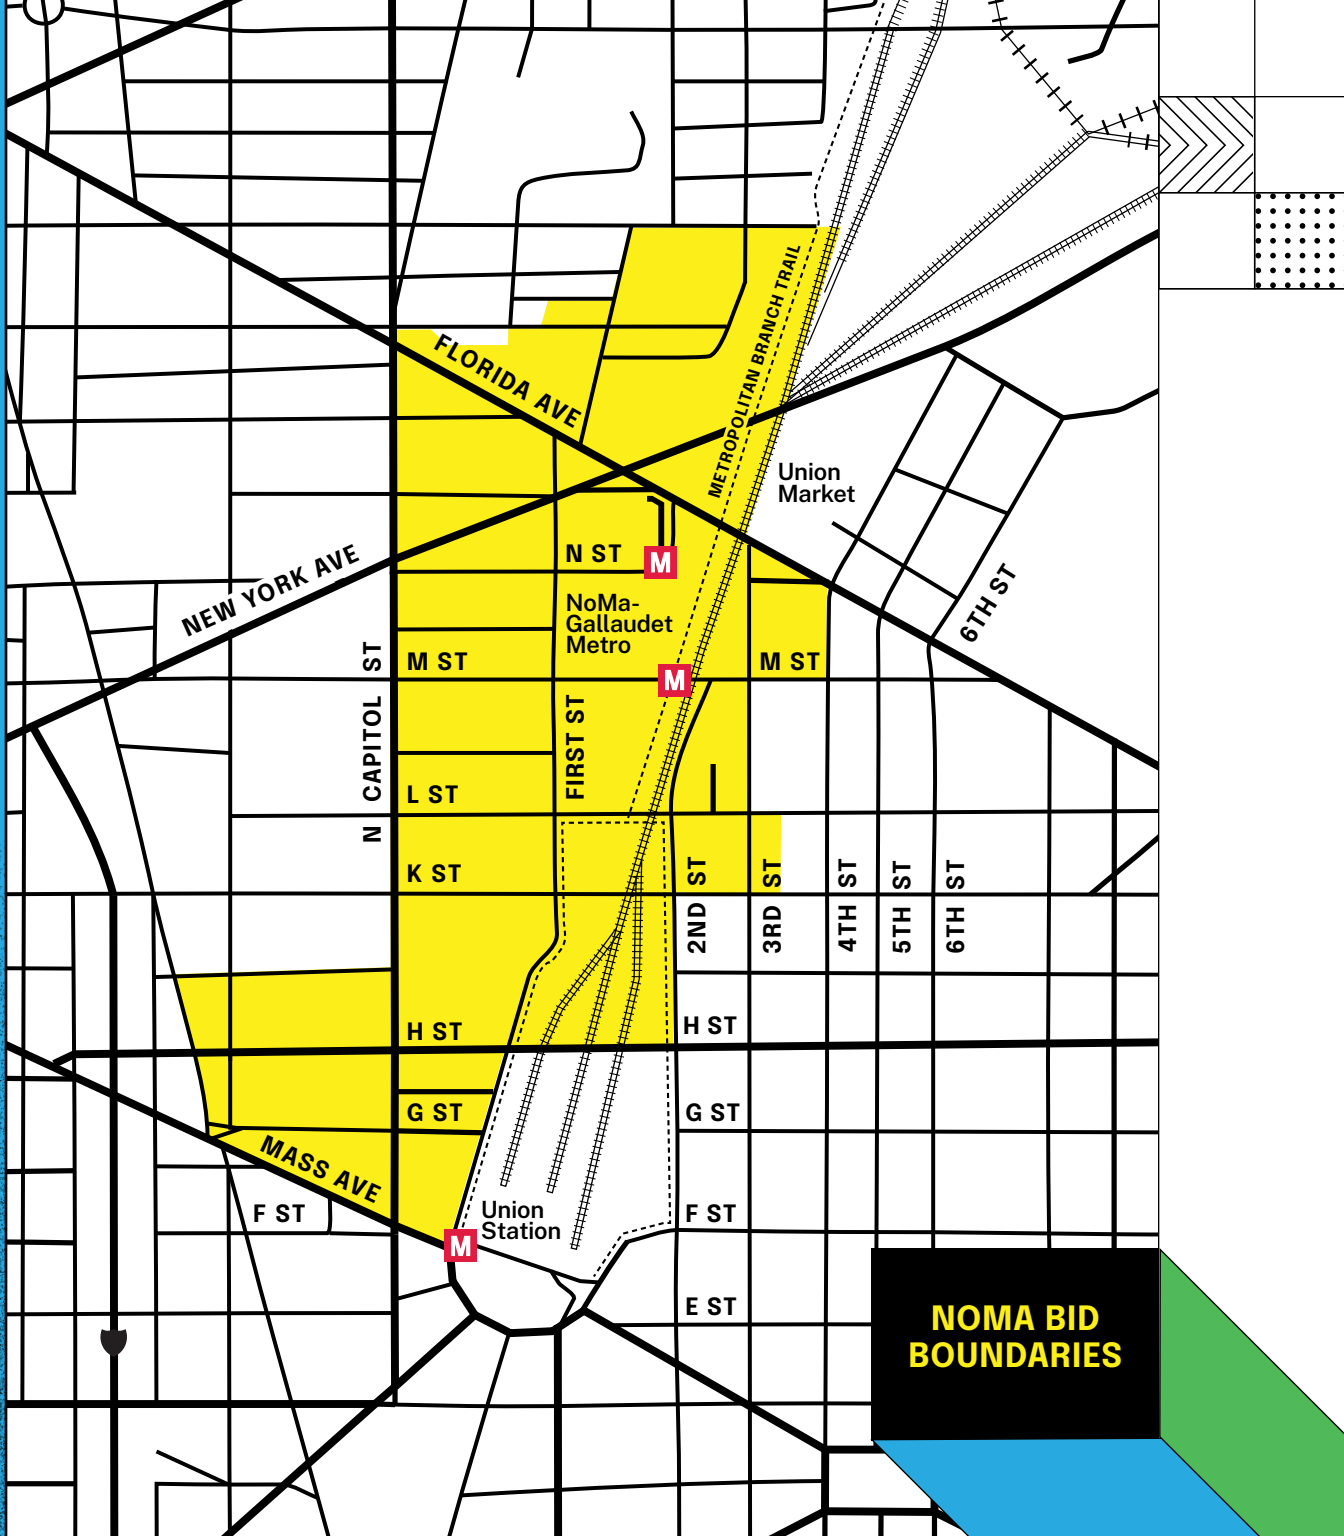 METROPOLITAN BRANCH TRAIL
FLORIDA AVE
Union
Market
NEW YORK AVE
N ST
M
NoMa-
Gallaudet
Metro
6TH ST
M ST
M ST
M
N CAPITOL ST
FIRST ST
L ST
K ST
2ND ST
3RD ST
4TH ST
5TH ST
6TH ST
H ST
H ST
G ST
G ST
MASS AVE
F ST
Union
Station
F ST
M
E ST
NOMA BID
BOUNDARIES